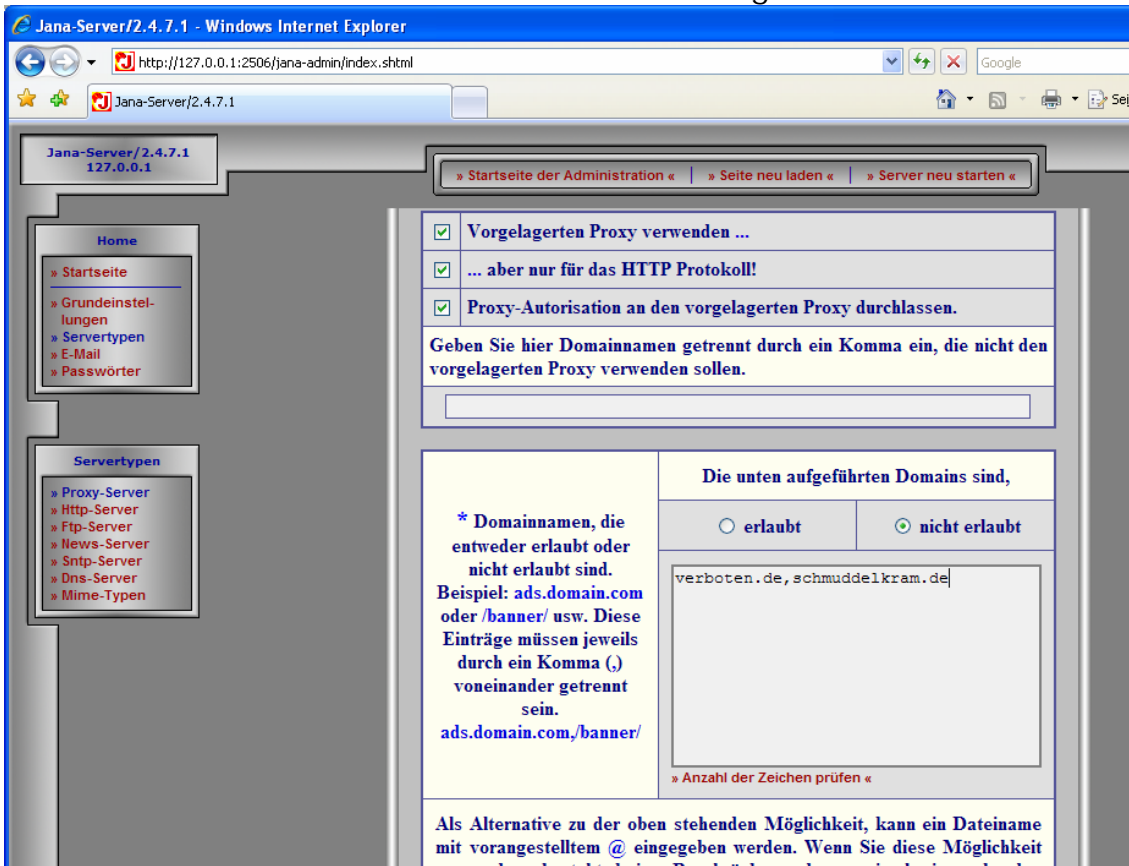 Jana-Server/2.4.7.1 - Windows Internet Explorer
http://127.0.0.1:2506/jana-admin/index.shtml
Google
Jana-Server/2.4.7.1
Jana-Server/2.4.7.1
127.0.0.1
» Startseite der Administration « | » Seite neu laden « | » Server neu starten «
Home
» Startseite
» Grundeinstel-
lungen
» Servertypen
» E-Mail
» Passwörter
Servertypen
» Proxy-Server
» Http-Server
» Ftp-Server
» News-Server
» Sntp-Server
» Dns-Server
» Mime-Typen
Vorgelagerten Proxy verwenden ...
... aber nur für das HTTP Protokoll!
Proxy-Autorisation an den vorgelagerten Proxy durchlassen.
Geben Sie hier Domainnamen getrennt durch ein Komma ein, die nicht den
vorgelagerten Proxy verwenden sollen.
* Domainnamen, die
entweder erlaubt oder
nicht erlaubt sind.
Beispiel: ads.domain.com
oder /banner/ usw. Diese
Einträge müssen jeweils
durch ein Komma (,)
voneinander getrennt
sein.
ads.domain.com,/banner/
Die unten aufgeführten Domains sind,
erlaubt
nicht erlaubt
verboten.de,schmuddelkram.de
» Anzahl der Zeichen prüfen «
Als Alternative zu der oben stehenden Möglichkeit, kann ein Dateiname
mit vorangestelltem @ eingegeben werden. Wenn Sie diese Möglichkeit